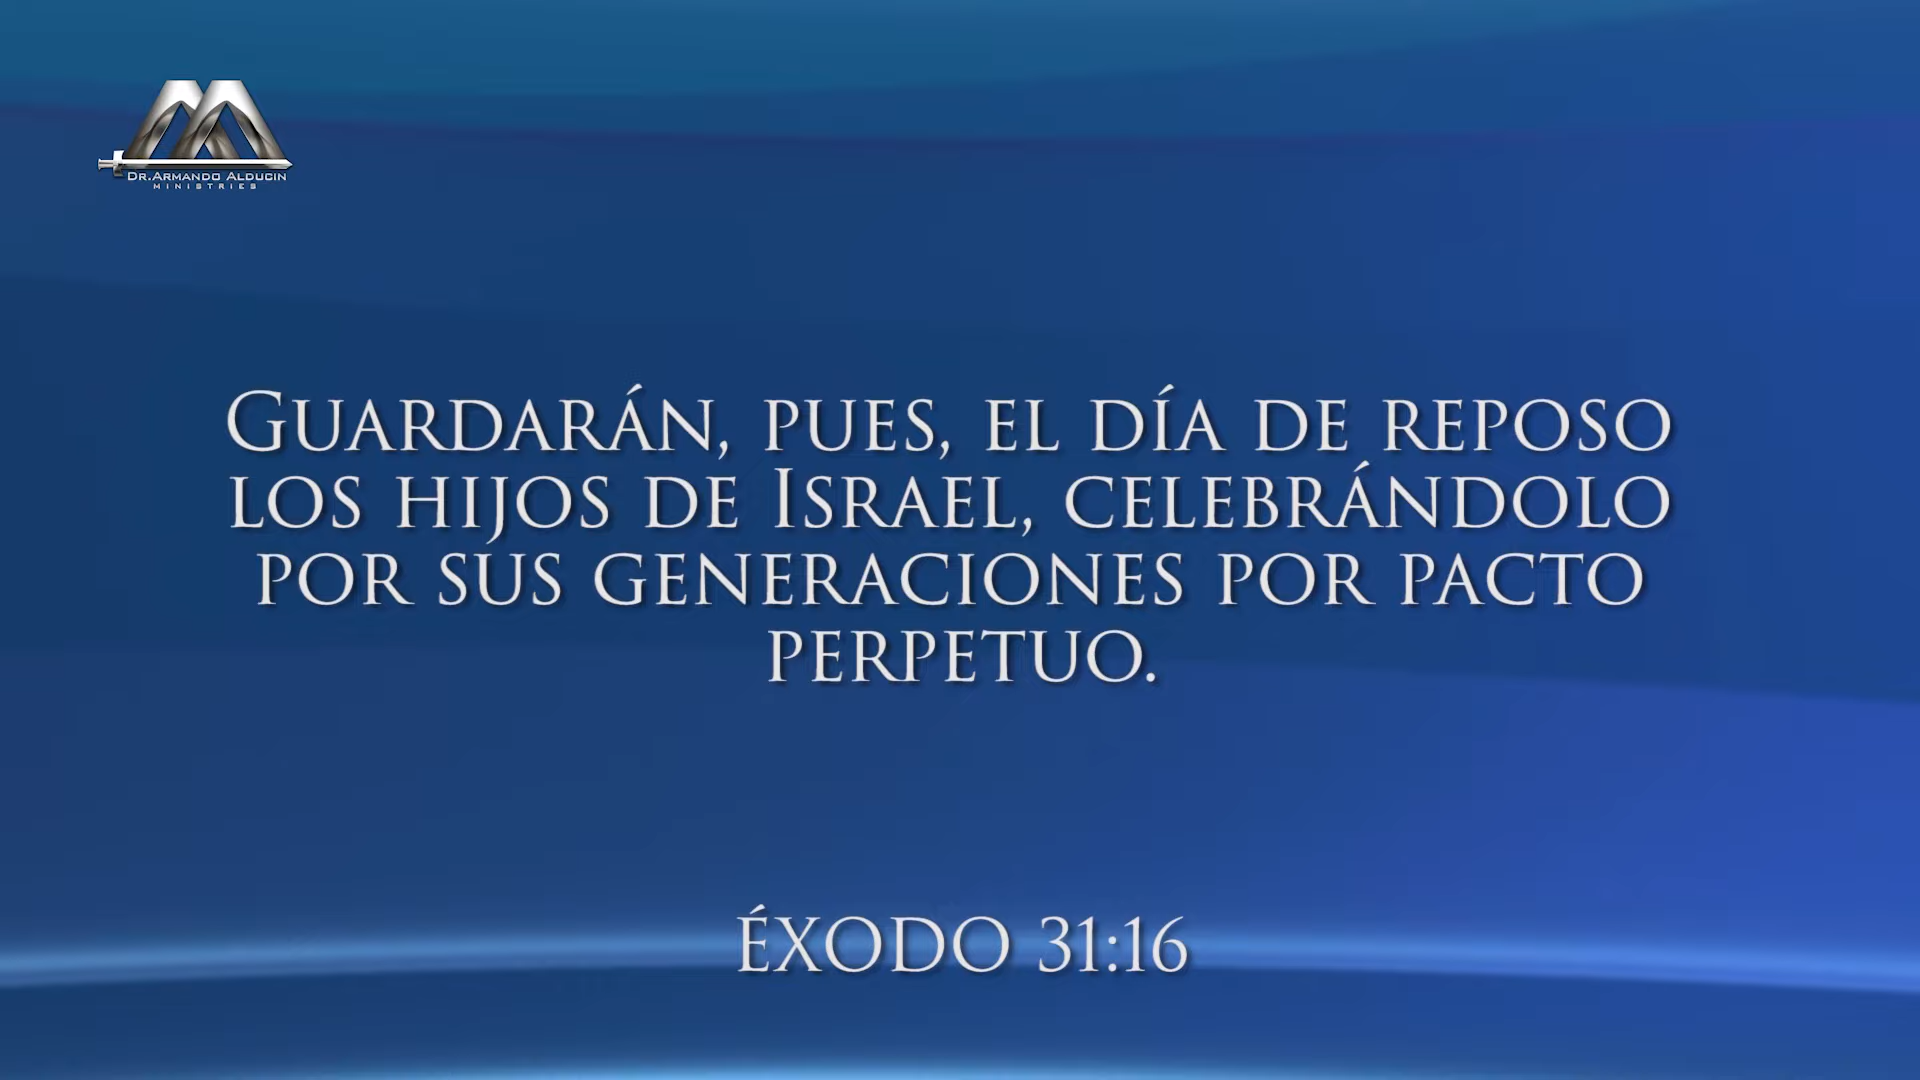 DR. ARMANDO ALDUCIN
MINISTRIES
GUARDARÁN, PUES, EL DÍA DE REPOSO
LOS HIJOS DE ISRAEL, CELEBRÁNDOLO
POR SUS GENERACIONES POR PACTO
PERPETUO.
ÉXODO 31:16